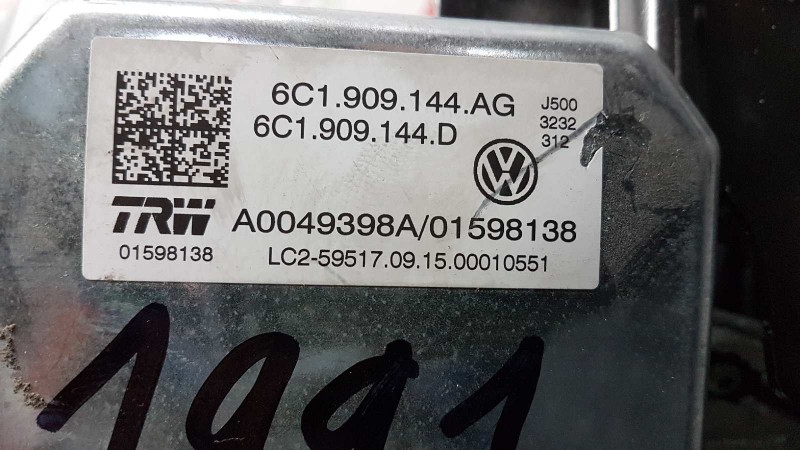 6C1.909.144.AG J500
6C1.909.144.D 3232
312
VW
TRW A0049398A/01598138
01598138 LC2-59517.09.15.00010551
1991